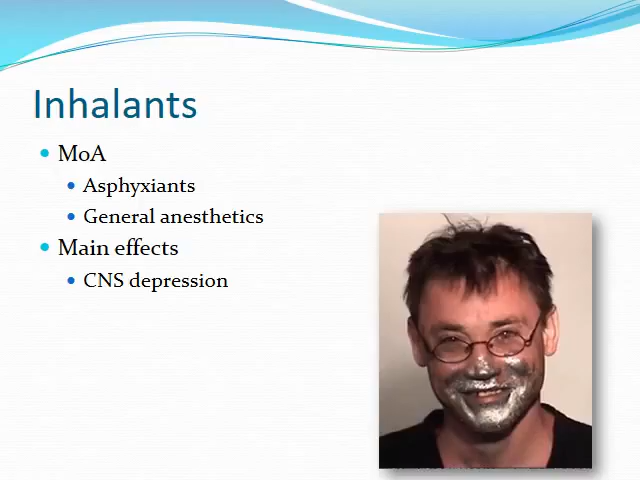 Inhalants
MoA
Asphyxiants
General anesthetics
Main effects
CNS depression